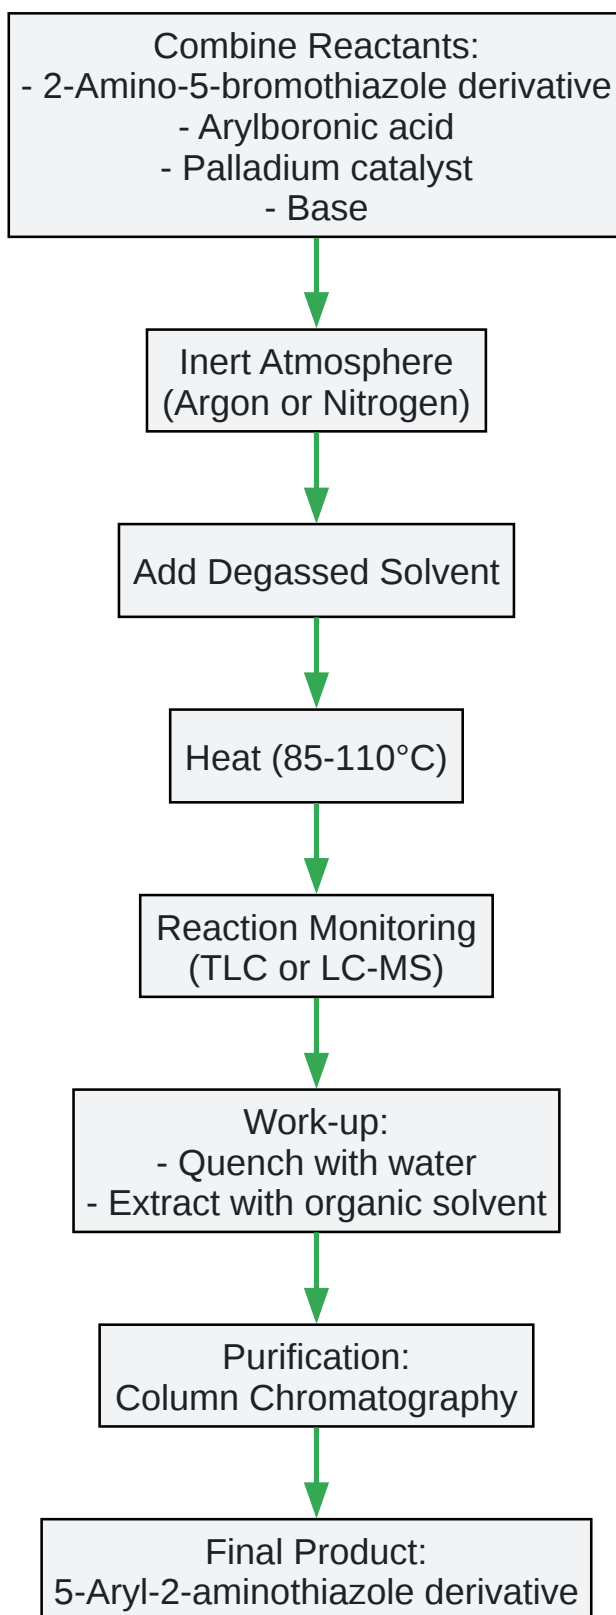 Combine Reactants:
- 2-Amino-5-bromothiazole derivative
- Arylboronic acid
- Palladium catalyst
- Base
Inert Atmosphere
(Argon or Nitrogen)
Add Degassed Solvent
Heat (85-110°C)
Reaction Monitoring
(TLC or LC-MS)
Work-up:
- Quench with water
- Extract with organic solvent
Purification:
Column Chromatography
Final Product:
5-Aryl-2-aminothiazole derivative